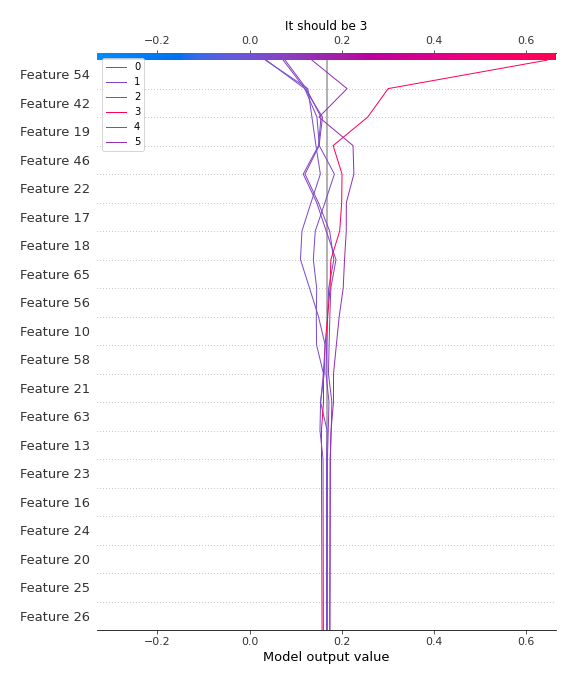 It should be 3
−0.2 0.0 0.2 0.4 0.6
0
1
2
3
4
5
Feature 54
Feature 42
Feature 19
Feature 46
Feature 22
Feature 17
Feature 18
Feature 65
Feature 56
Feature 10
Feature 58
Feature 21
Feature 63
Feature 13
Feature 23
Feature 16
Feature 24
Feature 20
Feature 25
Feature 26
−0.2 0.0 0.2 0.4 0.6
Model output value